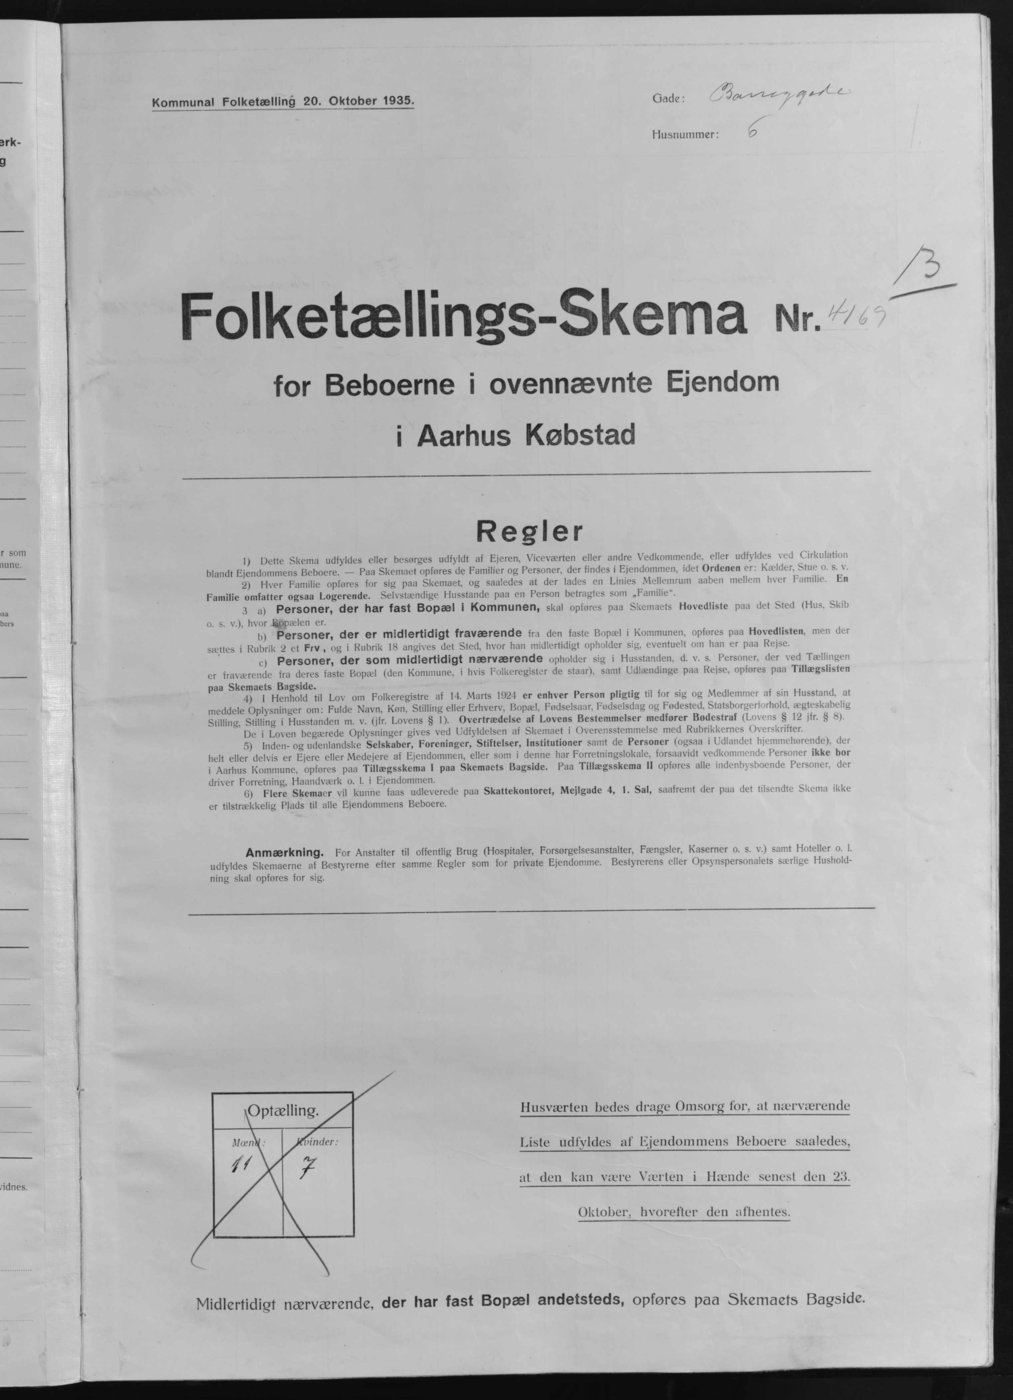 Kommunal Folketælling 20. Oktober 1935.
Gade:
Husnummer: 6
B
Folketællings-Skema Nr. 4169
for Beboerne i ovennævnte Ejendom
i Aarhus Købstad
Regler
1) Dette Skema udfyldes eller besørges udfyldt af Ejeren, Viceværten eller andre Vedkommende, eller udfyldes ved Cirkulation
blandt Ejendommens Beboere. — Paa Skemaet opføres de Familier og Personer, der findes i Ejendommen, idet Ordenen er: Kælder, Stue o. s. v.
2) Hver Familie opføres for sig paa Skemaet, og saaledes at der lades en Linies Mellemrum aaben mellem hver Familie. En
Familie omfatter ogsaa Logerende. Selvstændige Husstande paa en Person betragtes som „Familie".
3 a) Personer, der har fast Bopæl i Kommunen, skal opføres paa Skemaets Hovedliste paa det Sted (Hus, Skib
o. s. v.), hvor Bopælen er.
b) Personer, der er midlertidigt fraværende fra den faste Bopæl i Kommunen, opføres paa Hovedlisten, men der
sættes i Rubrik 2 et Frv, og i Rubrik 18 angives det Sted, hvor han midlertidigt opholder sig, eventuelt om han er paa Rejse.
c) Personer, der som midlertidigt nærværende opholder sig i Husstanden, d. v. s. Personer, der ved Tællingen
er fraværende fra deres faste Bopæl (den Kommune, i hvis Folkeregister de staar), samt Udlændinge paa Rejse, opføres paa Tillægslisten
paa Skemaets Bagside.
4) I Henhold til Lov om Folkeregistre af 14. Marts 1924 er enhver Person pligtig til for sig og Medlemmer af sin Husstand, at
meddele Oplysninger om: Fulde Navn, Køn, Stilling eller Erhverv, Bopæl, Fødselsaar, Fødselsdag og Fødested, Statsborgerforhold, ægteskabelig
Stilling, Stilling i Husstanden m. v. (jfr. Lovens § 1). Overtrædelse af Lovens Bestemmelser medfører Bødestraf (Lovens § 12 jfr. § 8).
De i Loven begærede Oplysninger gives ved Udfyldelsen af Skemaet i Overensstemmelse med Rubrikkernes Overskrifter.
5) Inden- og udenlandske Selskaber, Foreninger, Stiftelser, Institutioner samt de Personer (ogsaa i Udlandet hjemmehørende), der
helt eller delvis er Ejere eller Medejere af Ejendommen, eller som i denne har Forretningslokale, forsaavidt vedkommende Personer ikke bor
i Aarhus Kommune, opføres paa Tillægsskema I paa Skemaets Bagside. Paa Tillægsskema II opføres alle indenbysboende Personer, der
driver Forretning, Haandværk o. l. i Ejendommen.
6) Flere Skemaer vil kunne faas udleverede paa Skattekontoret, Mejlgade 4, 1. Sal, saafremt der paa det tilsendte Skema ikke
er tilstrækkelig Plads til alle Ejendommens Beboere.
Anmærkning. For Anstalter til offentlig Brug (Hospitaler, Forsørgelsesanstalter, Fængsler, Kaserner o. s. v.) samt Hoteller o. l.
udfyldes Skemaerne af Bestyrerne efter samme Regler som for private Ejendomme. Bestyrerens eller Opsynspersonalets særlige Hushold-
ning skal opføres for sig.
Optælling.
Mænd: Kvinder:
11 7
Husværten bedes drage Omsorg for, at nærværende
Liste udfyldes af Ejendommens Beboere saaledes,
at den kan være Værten i Hænde senest den 23.
Oktober, hvorefter den afhentes.
Midlertidigt nærværende, der har fast Bopæl andetsteds, opføres paa Skemaets Bagside.